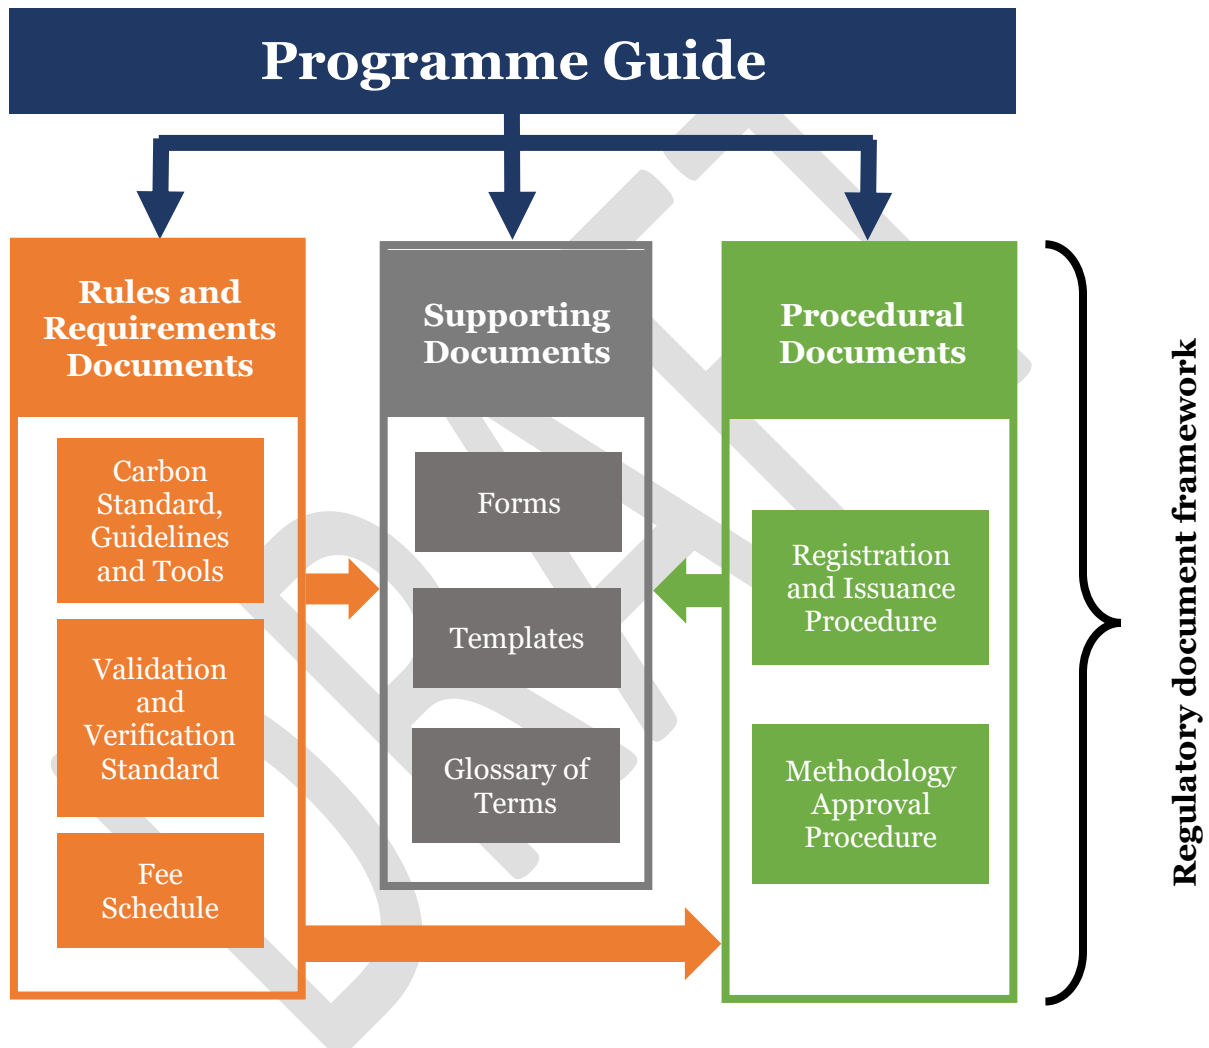 Programme Guide
Rules and
Requirements
Documents
Carbon
Standard,
Guidelines
and Tools
Validation
and
Verification
Standard
Fee
Schedule
Supporting
Documents
Forms
Templates
Glossary of
Terms
Procedural
Documents
Registration
and Issuance
Procedure
Methodology
Approval
Procedure
Regulatory document framework
DRAFT